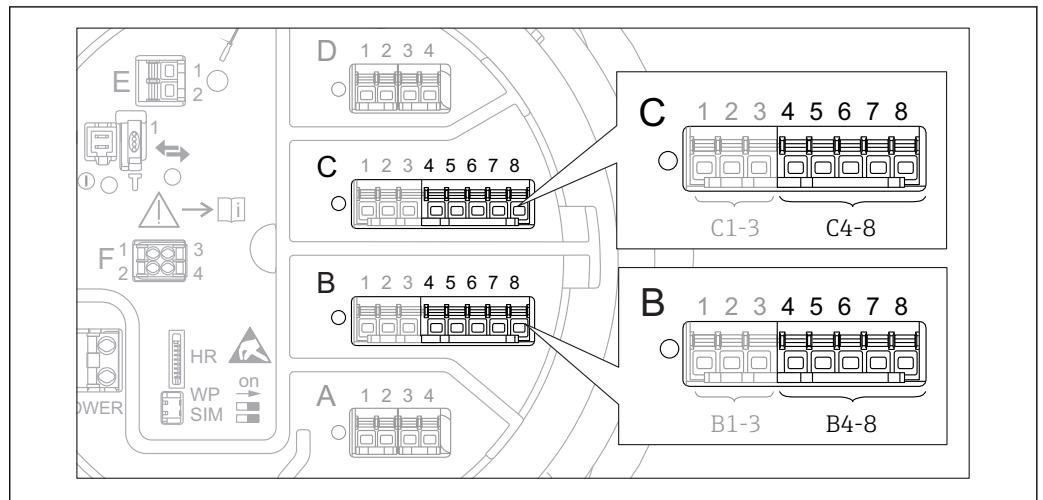 D 1 2 3 4
E 1
2
1
C 1 2 3 4 5 6 7 8
C 1 2 3 4 5 6 7 8
C1-3 C4-8
i
F 1 3
2 4
B 1 2 3 4 5 6 7 8
B 1 2 3 4 5 6 7 8
B1-3 B4-8
HR
on
WP
SIM
OWER
A 1 2 3 4